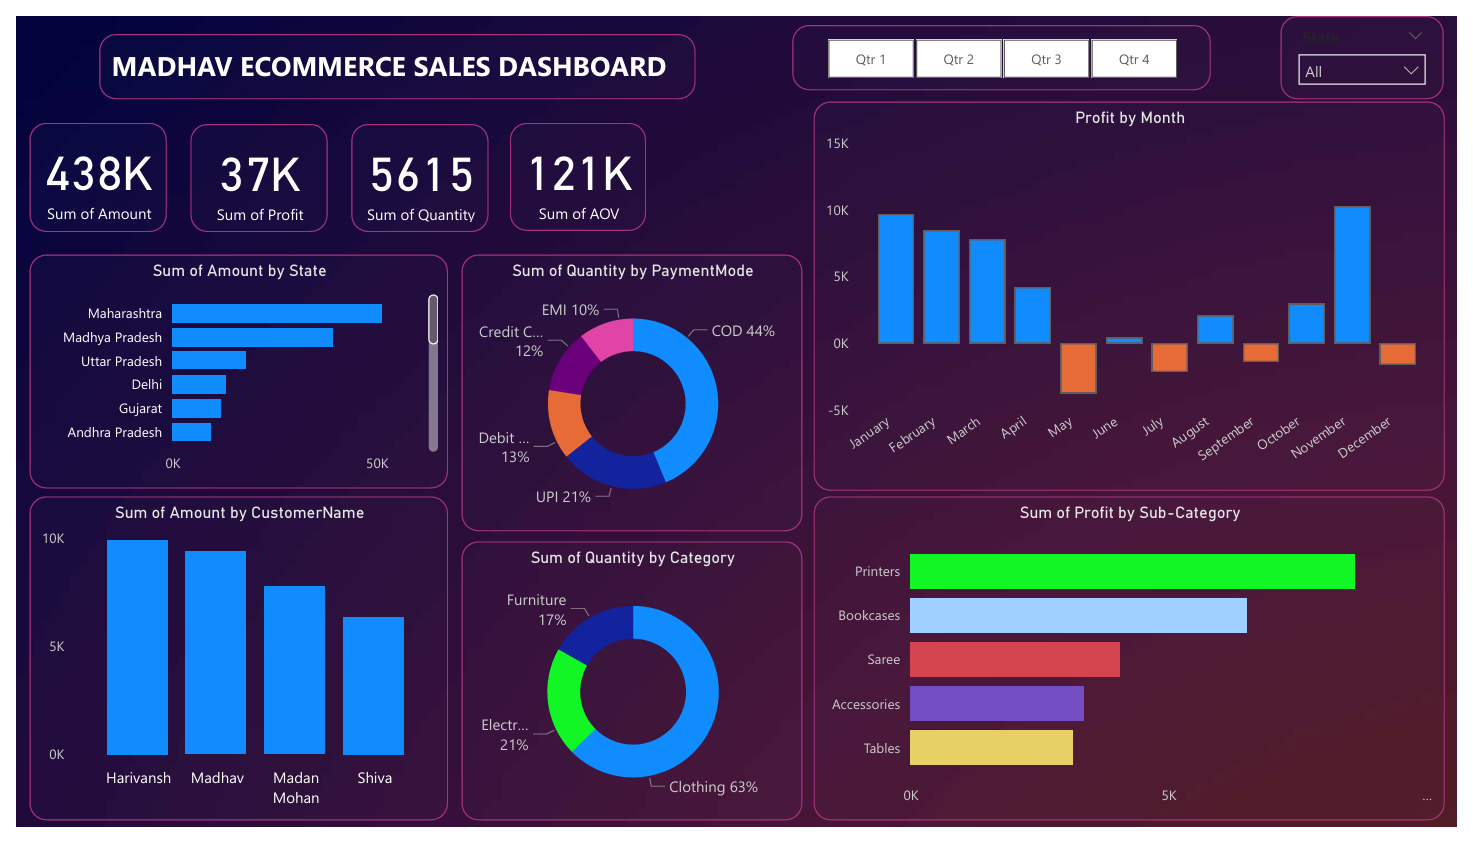 MADHAV ECOMMERCE SALES DASHBOARD
Qtr 1
Qtr 2
Qtr 3
Qtr 4
State
All
438K
Sum of Amount
37K
Sum of Profit
5615
Sum of Quantity
121K
Sum of AOV
Profit by Month
15K
10K
5K
0K
-5K
January
February
March
April
May
June
July
August
September
October
November
December
Sum of Amount by State
Maharashtra
Madhya Pradesh
Uttar Pradesh
Delhi
Gujarat
Andhra Pradesh
0K
50K
Sum of Quantity by PaymentMode
EMI 10%
Credit C...
12%
COD 44%
Debit ...
13%
UPI 21%
Sum of Amount by CustomerName
10K
5K
0K
Harivansh
Madhav
Madan
Mohan
Shiva
Sum of Quantity by Category
Furniture
17%
Electr...
21%
Clothing 63%
Sum of Profit by Sub-Category
Printers
Bookcases
Saree
Accessories
Tables
0K
5K
...